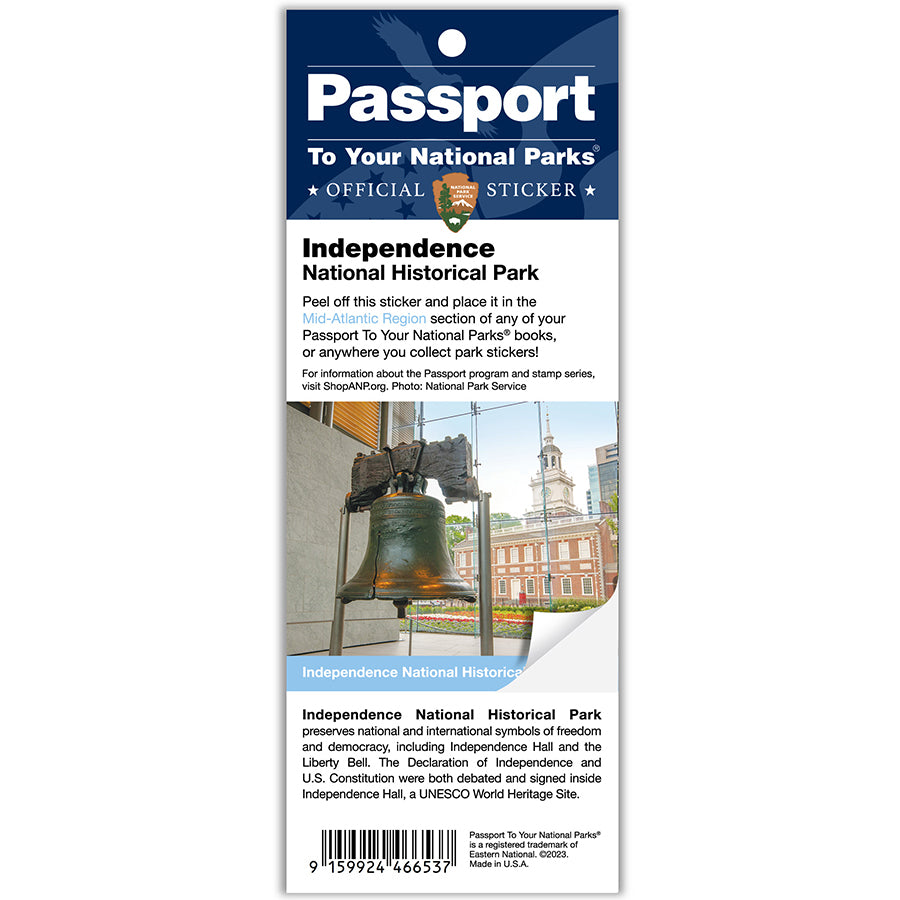 Passport
To Your National Parks®
★ OFFICIAL STICKER ★
NATIONAL
PARK
SERVICE
Independence
National Historical Park
Peel off this sticker and place it in the
Mid-Atlantic Region section of any of your
Passport To Your National Parks® books,
or anywhere you collect park stickers!
For information about the Passport program and stamp series,
visit ShopANP.org. Photo: National Park Service
Independence National Historical
Independence National Historical Park
preserves national and international symbols of freedom
and democracy, including Independence Hall and the
Liberty Bell. The Declaration of Independence and
U.S. Constitution were both debated and signed inside
Independence Hall, a UNESCO World Heritage Site.
9 159924 466537
Passport To Your National Parks®
is a registered trademark of
Eastern National. ©2023.
Made in U.S.A.